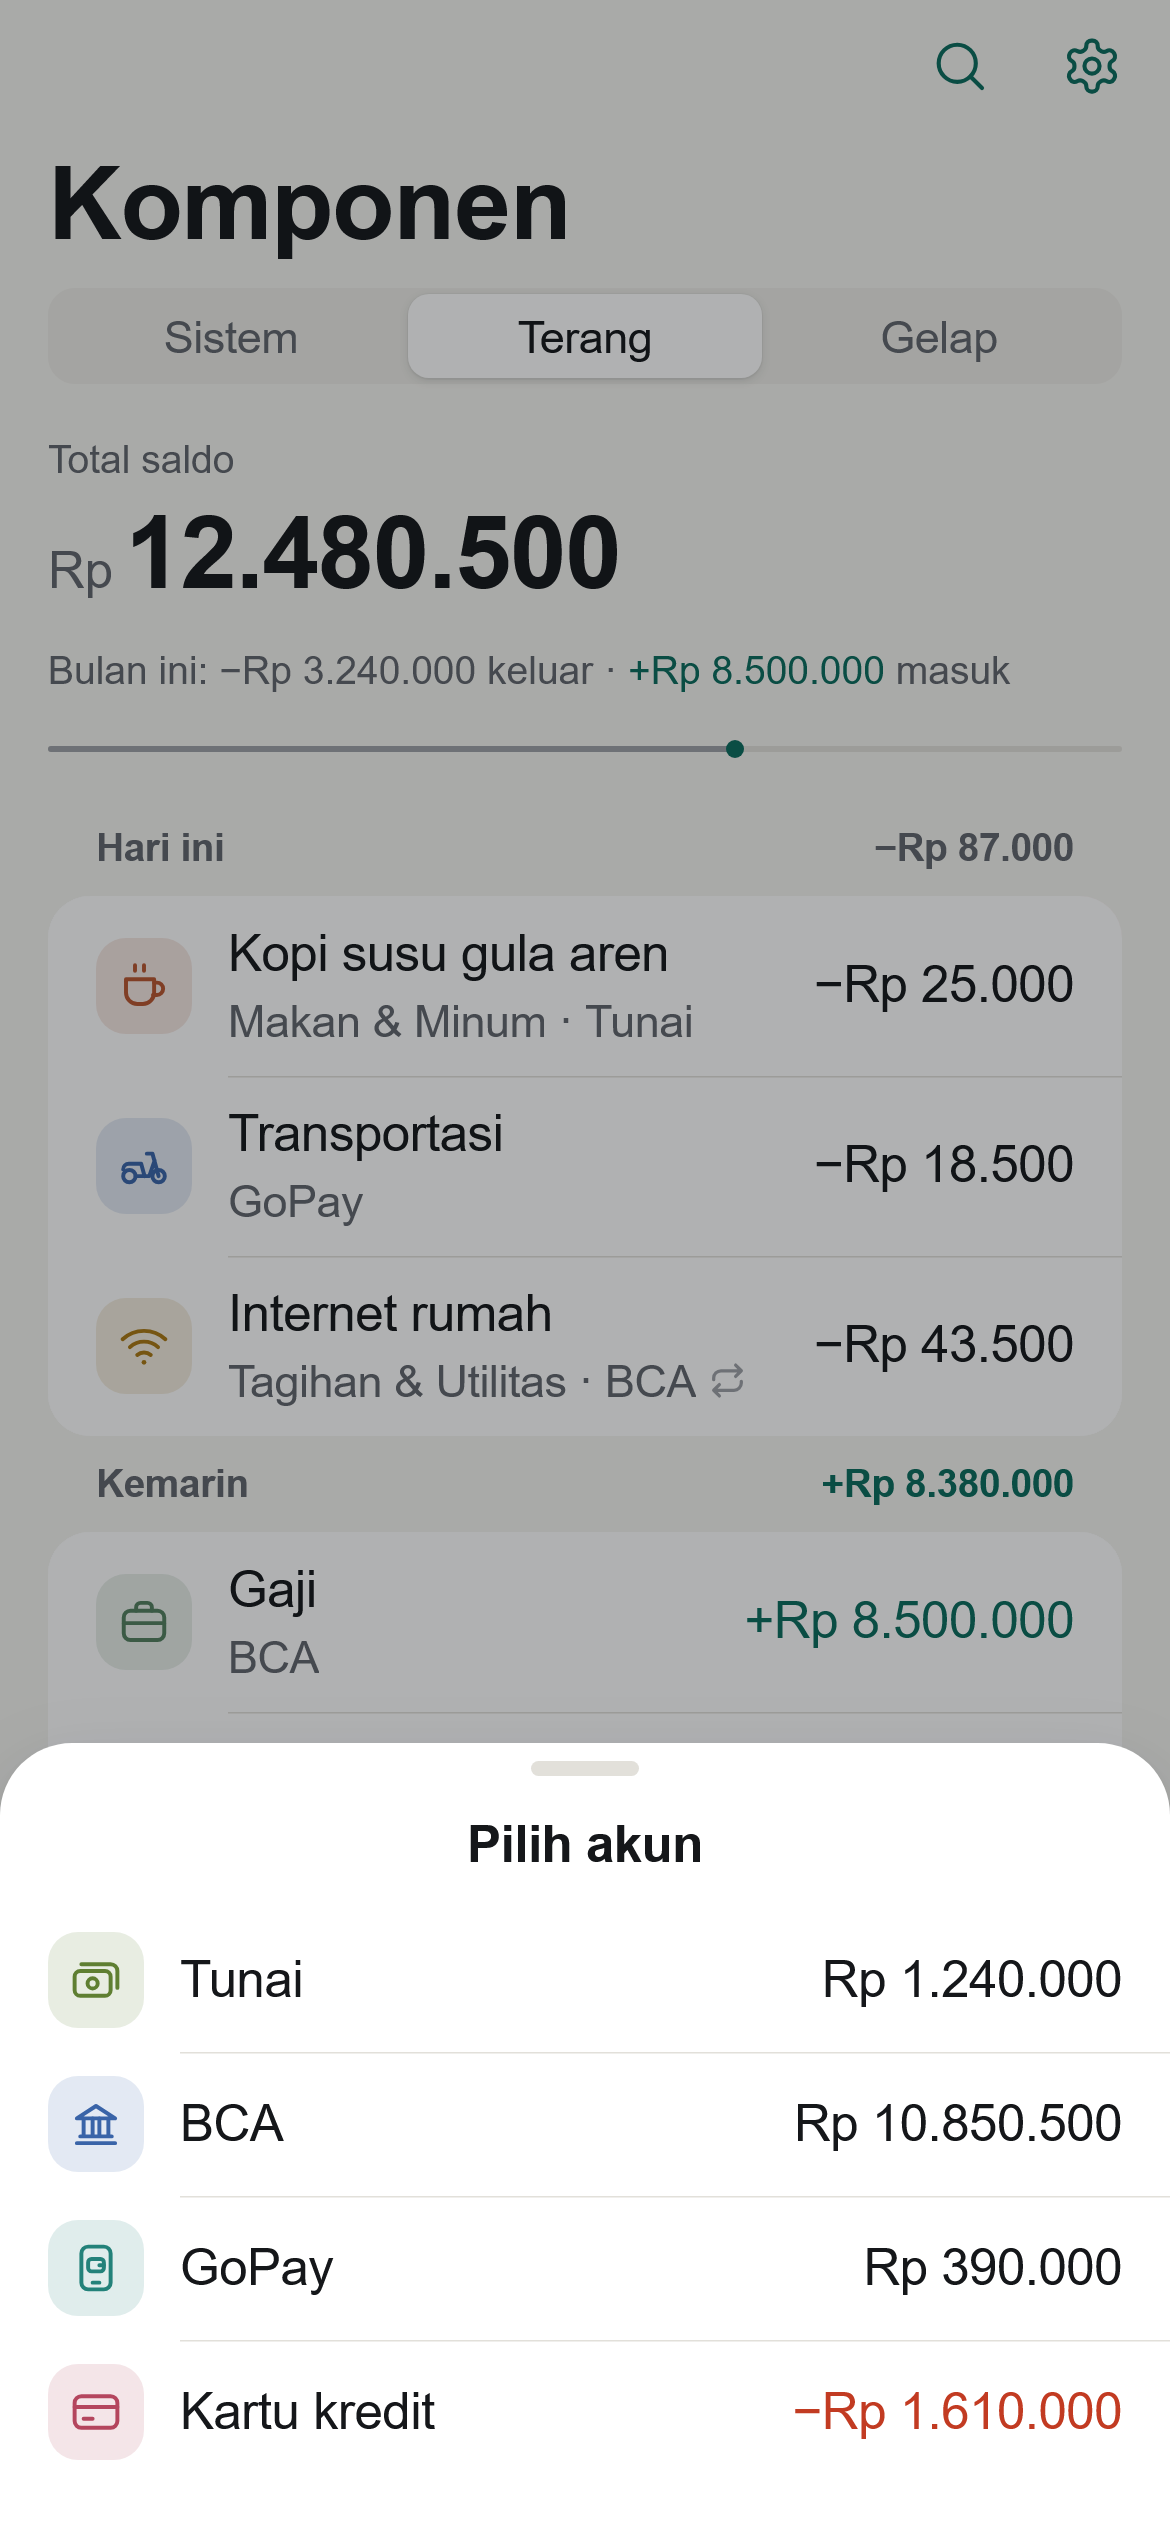 Komponen
Sistem Terang Gelap
Total saldo
Rp 12.480.500
Bulan ini: −Rp 3.240.000 keluar · +Rp 8.500.000 masuk
Hari ini −Rp 87.000
Kopi susu gula aren
Makan & Minum · Tunai
−Rp 25.000
Transportasi
GoPay
−Rp 18.500
Internet rumah
Tagihan & Utilitas · BCA
−Rp 43.500
Kemarin +Rp 8.380.000
Gaji
BCA
+Rp 8.500.000
Pilih akun
Tunai Rp 1.240.000
BCA Rp 10.850.500
GoPay Rp 390.000
Kartu kredit −Rp 1.610.000